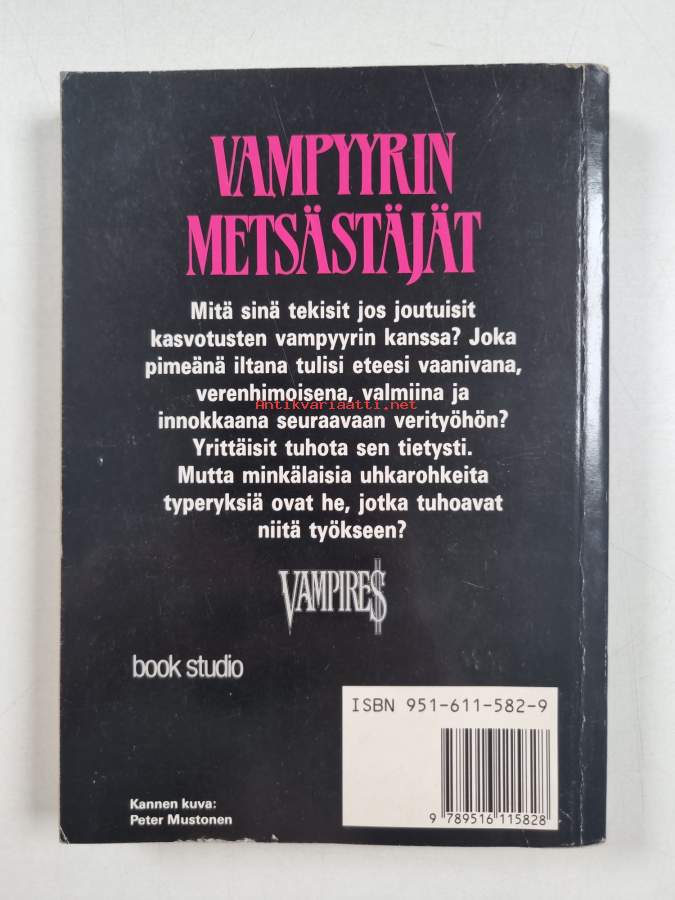 VAMPYYRIN
METSÄSTÄJÄT
Mitä sinä tekisit jos joutuisit
kasvotusten vampyyrin kanssa? Joka
pimeänä iltana tulisi eteesi vaanivana,
verenhimoisena, valmiina ja
Antikvariaatti.net
innokkaana seuraavaan verityöhön?
Yrittäisit tuhota sen tietysti.
Mutta minkälaisia uhkarohkeita
typeryksiä ovat he, jotka tuhoavat
niitä työkseen?
VAMPIRE$
book studio
ISBN 951-611-582-9
Kannen kuva:
Peter Mustonen
9 789516 115828